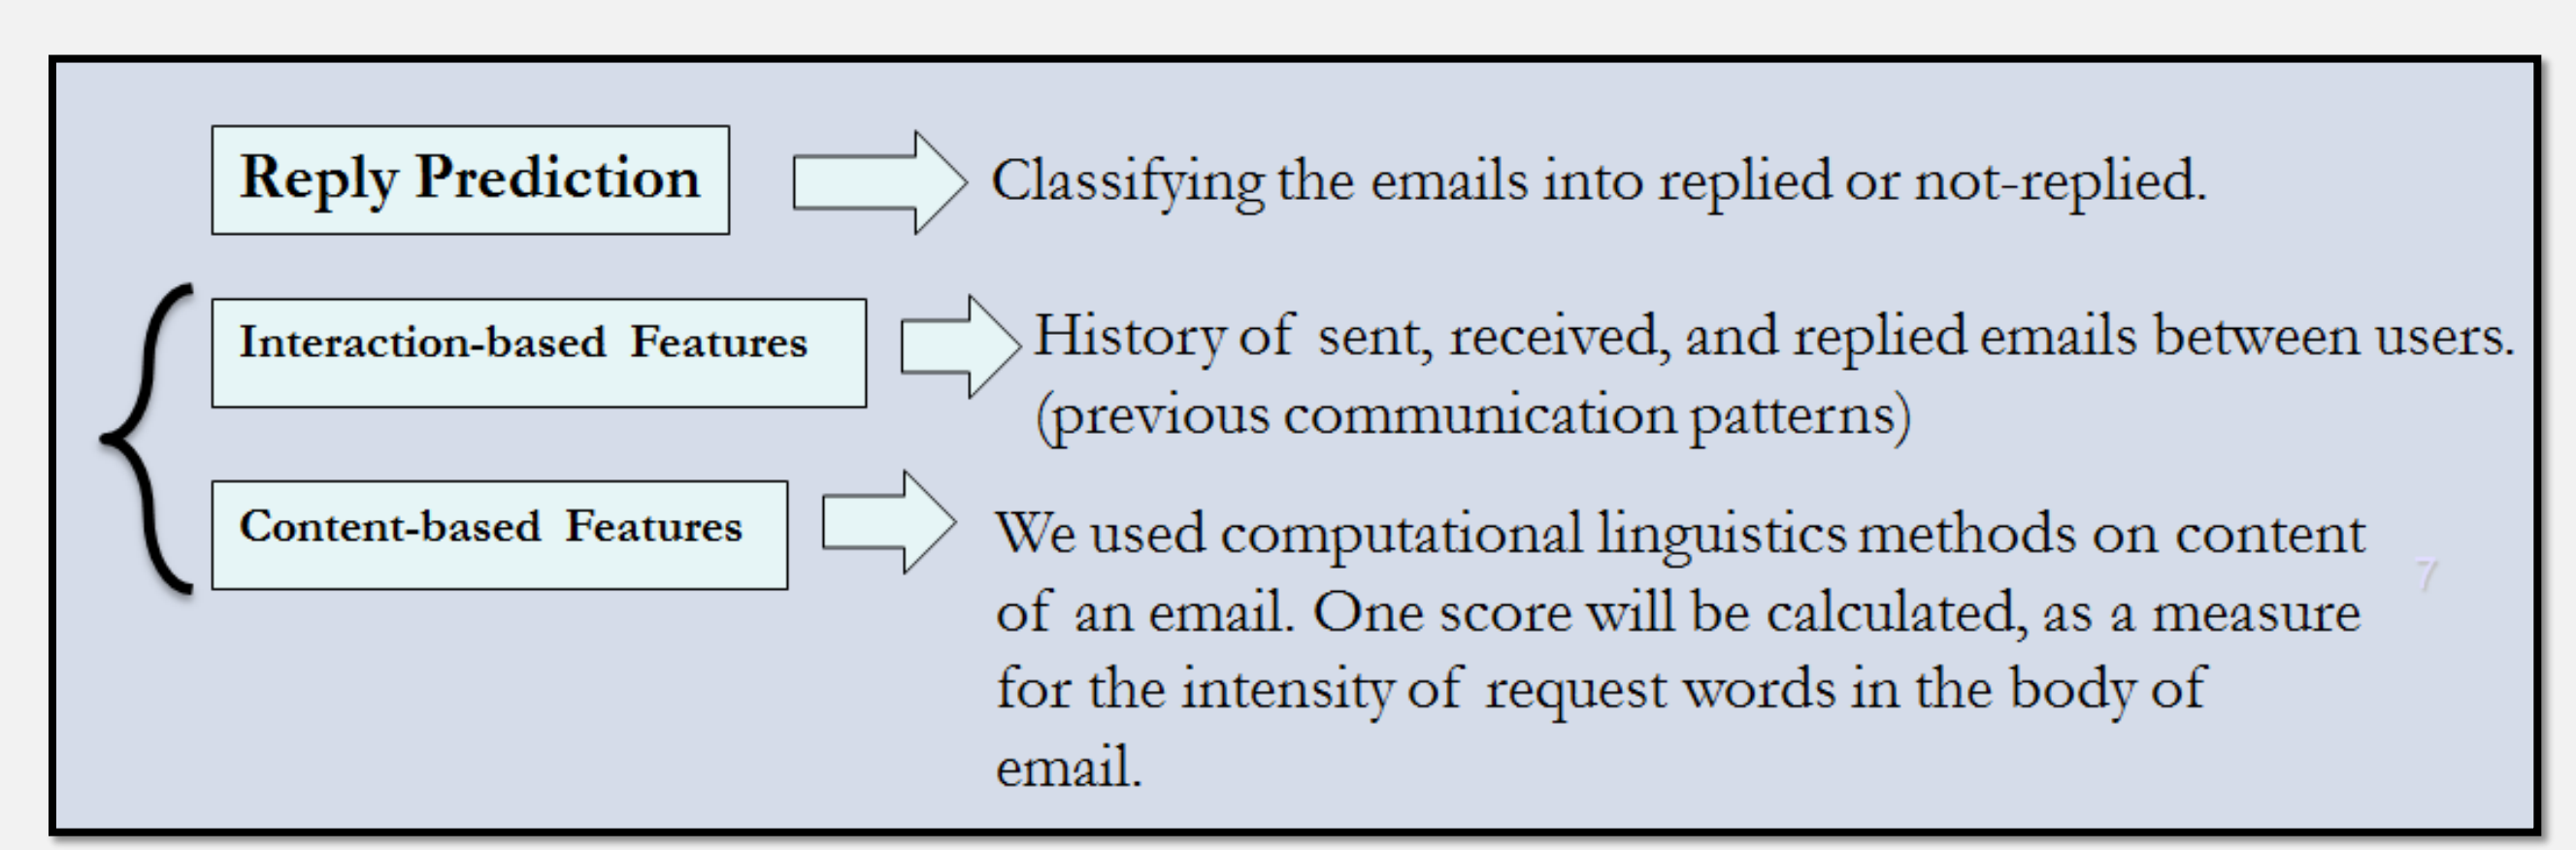 Reply Prediction
Classifying the emails into replied or not-replied.
Interaction-based Features
History of sent, received, and replied emails between users.
(previous communication patterns)
Content-based Features
We used computational linguistics methods on content
of an email. One score will be calculated, as a measure
for the intensity of request words in the body of
email.
7